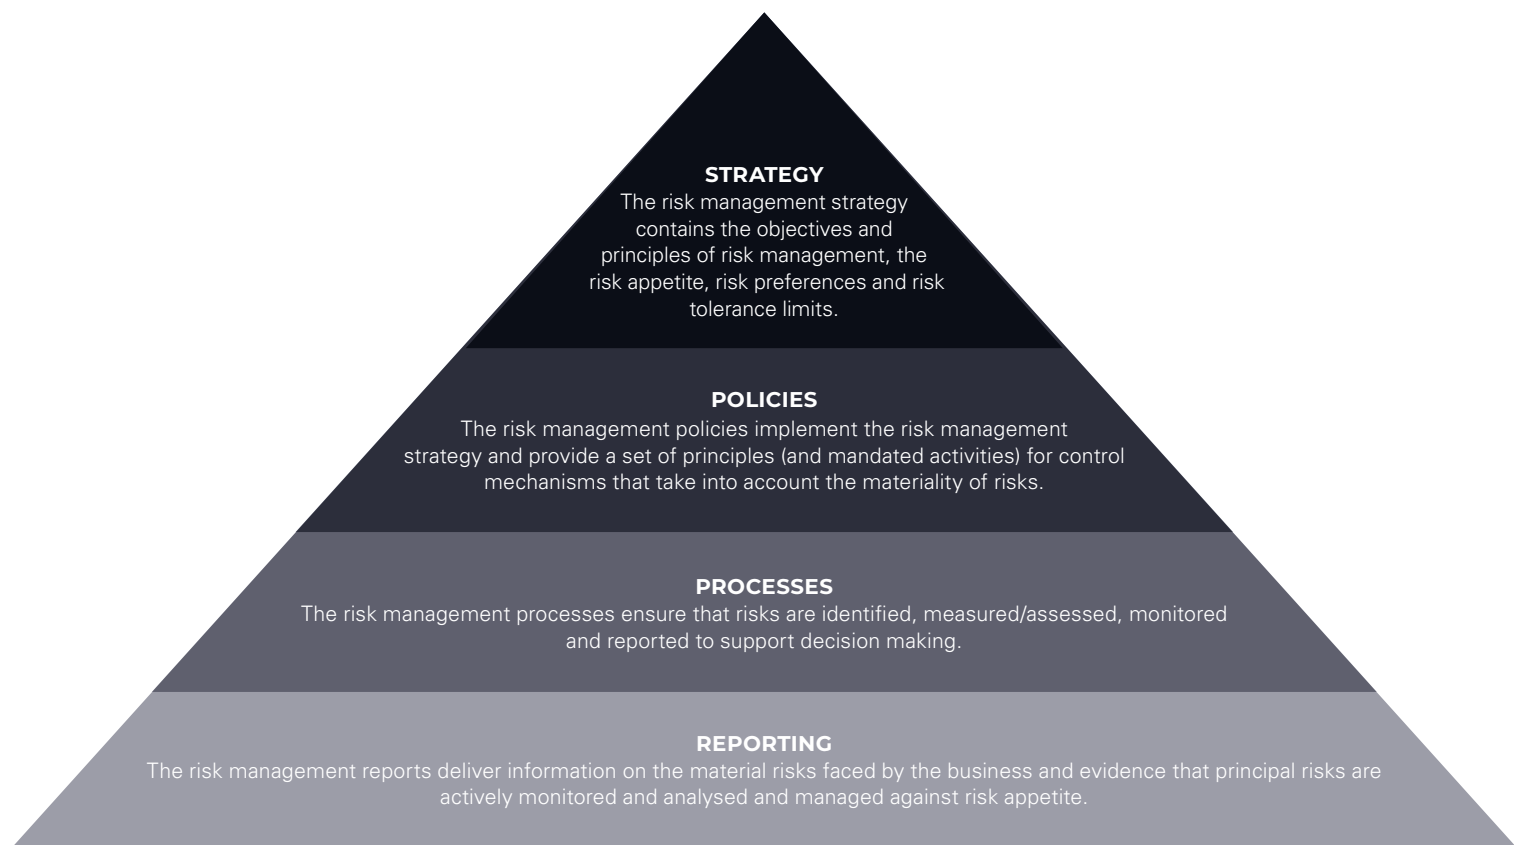 STRATEGY
The risk management strategy
contains the objectives and
principles of risk management, the
risk appetite, risk preferences and risk
tolerance limits.
POLICIES
The risk management policies implement the risk management
strategy and provide a set of principles (and mandated activities) for control
mechanisms that take into account the materiality of risks.
PROCESSES
The risk management processes ensure that risks are identified, measured/assessed, monitored
and reported to support decision making.
REPORTING
The risk management reports deliver information on the material risks faced by the business and evidence that principal risks are
actively monitored and analysed and managed against risk appetite.